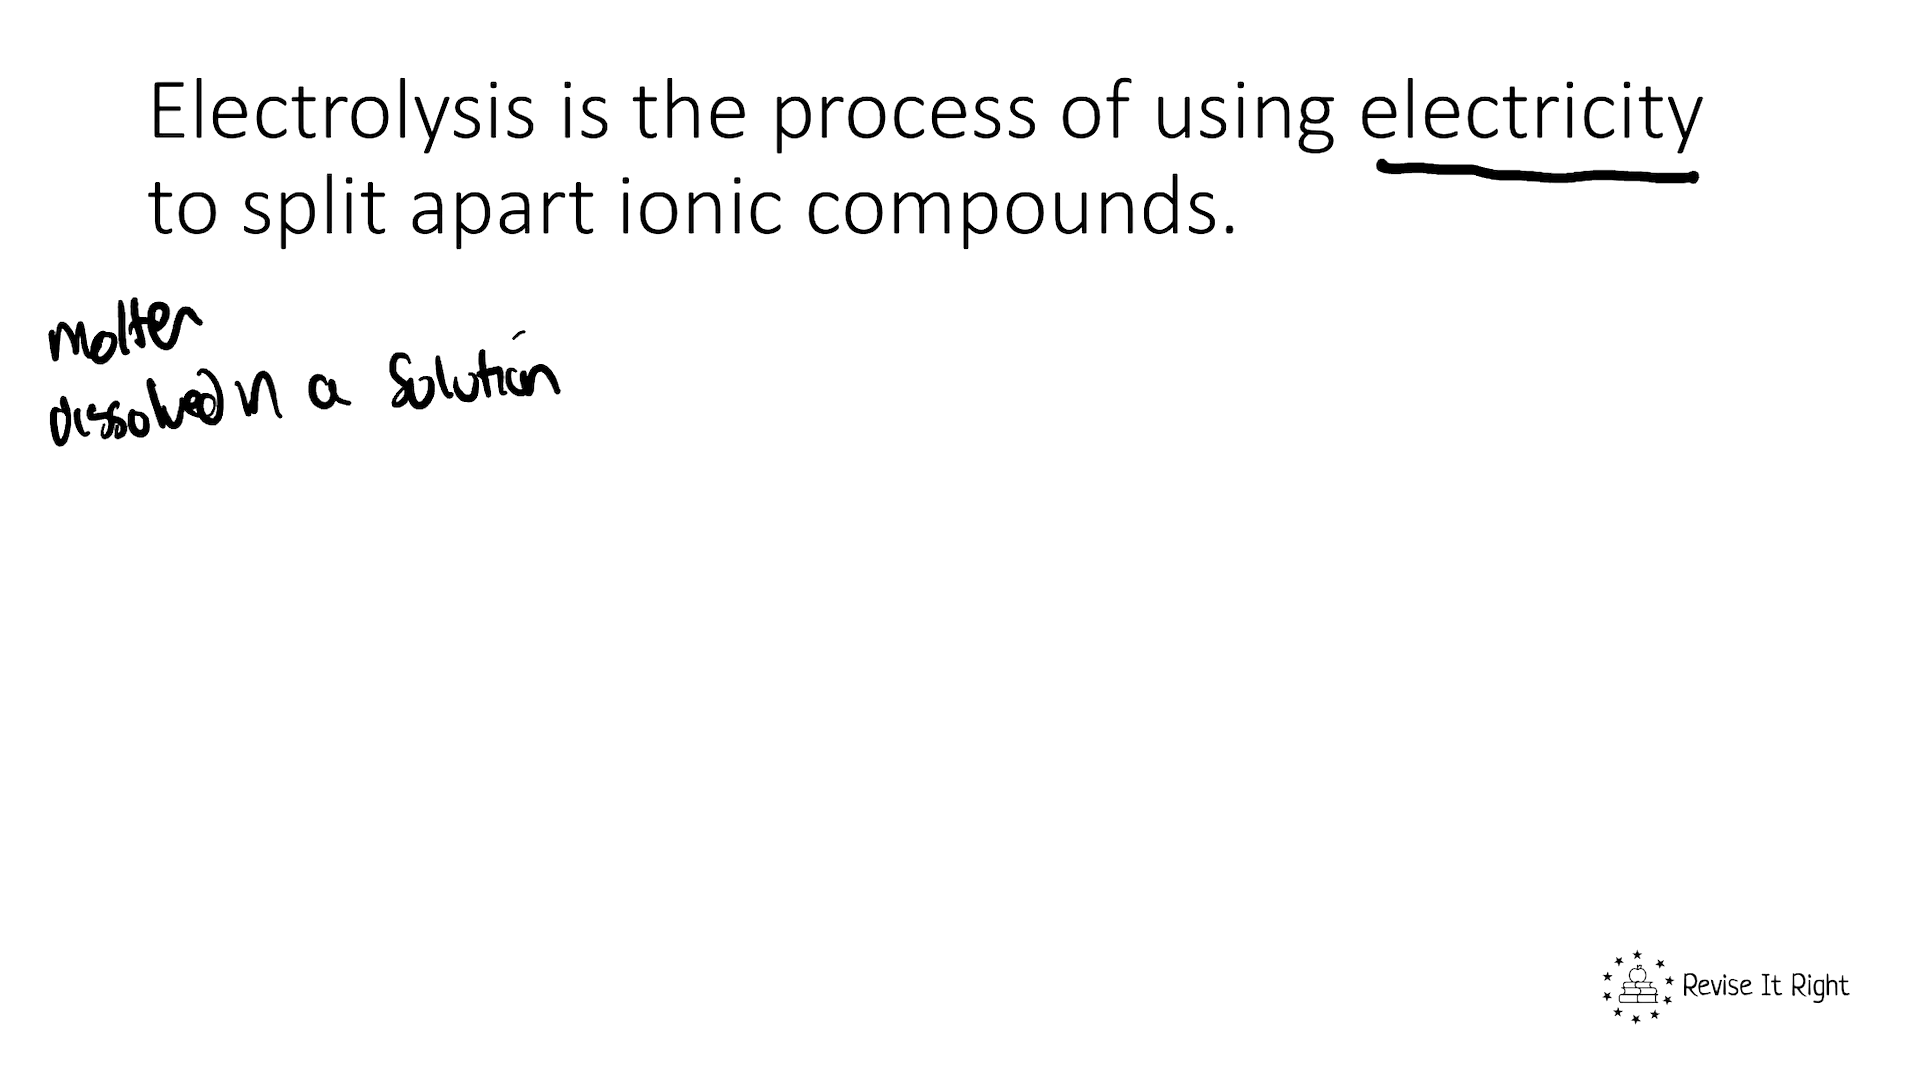 Electrolysis is the process of using electricity
to split apart ionic compounds.
molten
dissolved in a solution
Revise It Right